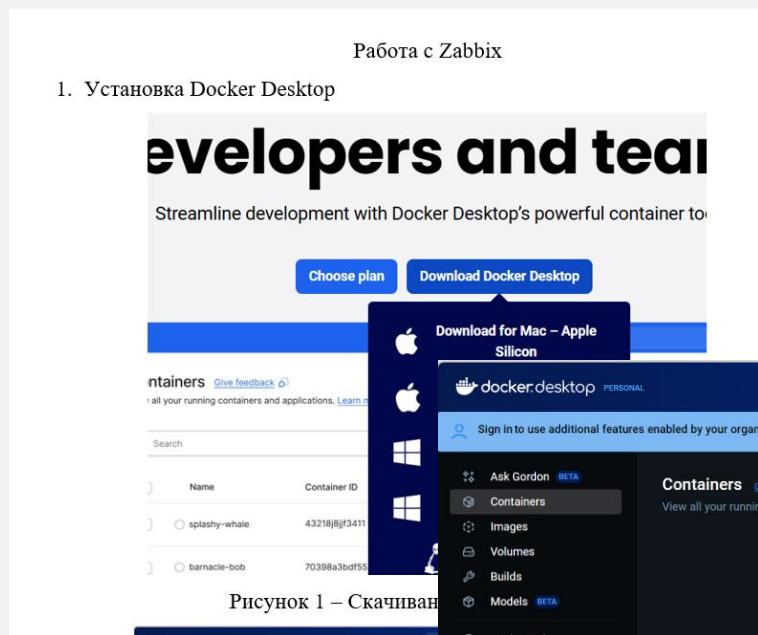 Работа с Zabbix
1. Установка Docker Desktop
evelopers and tear
Streamline development with Docker Desktop's powerful container to
Choose plan
Download Docker Desktop
Download for Mac – Apple
Silicon
ntainers Give feedback
all your running containers and applications. Learn
Search
Name Container ID
splashy-whale 43218j8jjf3411
barnacle-bob 70398a3bdf55
Рисунок 1 – Скачиван
docker.desktop PERSONAL
Sign in to use additional features enabled by your organ
Ask Gordon BETA
Containers
Images
Volumes
Builds
Models BETA
Containers
View all your runnin